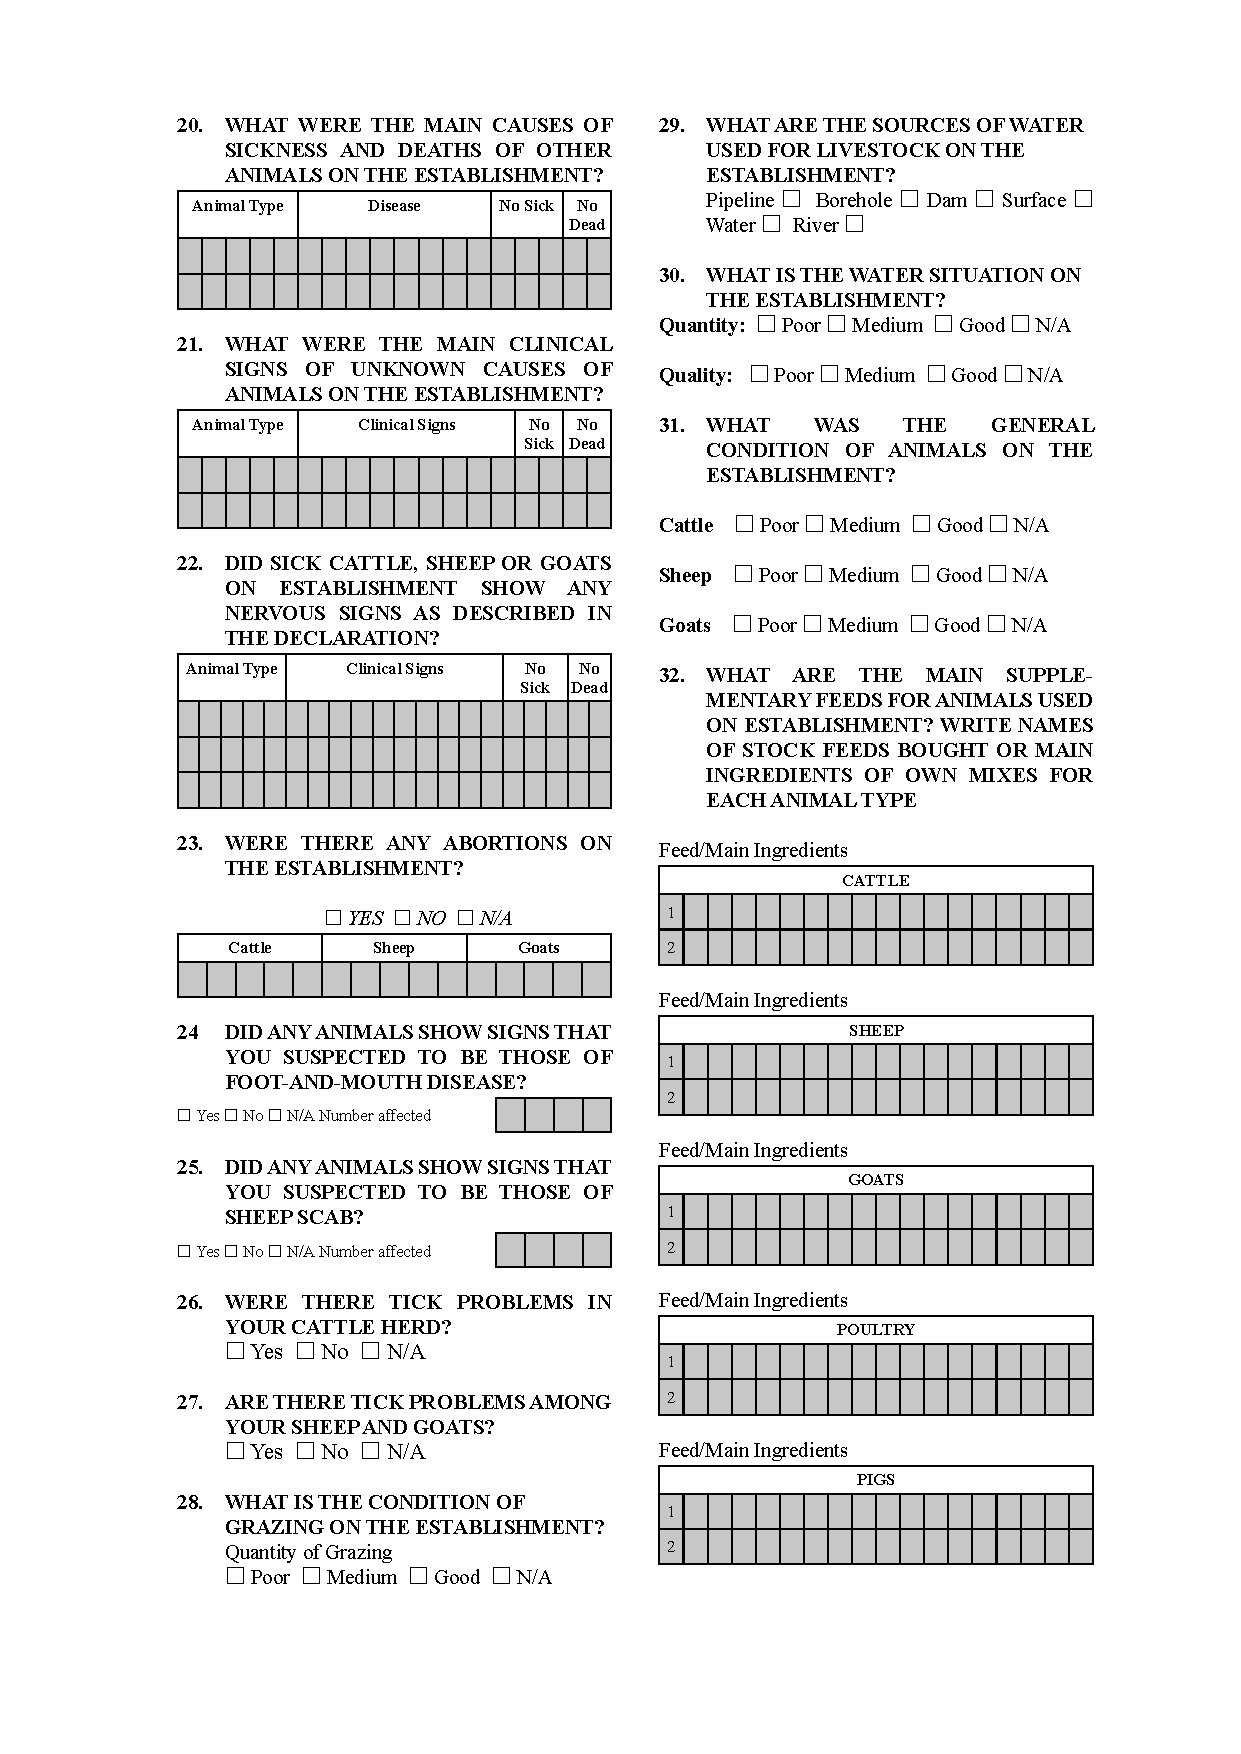 20. WHAT WERE THE MAIN CAUSES OF
SICKNESS AND DEATHS OF OTHER
ANIMALS ON THE ESTABLISHMENT?
Animal Type Disease No Sick No
Dead
21. WHAT WERE THE MAIN CLINICAL
SIGNS OF UNKNOWN CAUSES OF
ANIMALS ON THE ESTABLISHMENT?
Animal Type Clinical Signs No No
Sick Dead
22. DID SICK CATTLE, SHEEP OR GOATS
ON ESTABLISHMENT SHOW ANY
NERVOUS SIGNS AS DESCRIBED IN
THE DECLARATION?
Animal Type Clinical Signs No No
Sick Dead
23. WERE THERE ANY ABORTIONS ON
THE ESTABLISHMENT?
☐ YES ☐ NO ☐ N/A
Cattle Sheep Goats
24 DID ANY ANIMALS SHOW SIGNS THAT
YOU SUSPECTED TO BE THOSE OF
FOOT-AND-MOUTH DISEASE?
☐ Yes ☐ No ☐ N/A Number affected
25. DID ANY ANIMALS SHOW SIGNS THAT
YOU SUSPECTED TO BE THOSE OF
SHEEP SCAB?
☐ Yes ☐ No ☐ N/A Number affected
26. WERE THERE TICK PROBLEMS IN
YOUR CATTLE HERD?
☐ Yes ☐ No ☐ N/A
27. ARE THERE TICK PROBLEMS AMONG
YOUR SHEEP AND GOATS?
☐ Yes ☐ No ☐ N/A
28. WHAT IS THE CONDITION OF
GRAZING ON THE ESTABLISHMENT?
Quantity of Grazing
☐ Poor ☐ Medium ☐ Good ☐ N/A
29. WHAT ARE THE SOURCES OF WATER
USED FOR LIVESTOCK ON THE
ESTABLISHMENT?
Pipeline ☐ Borehole ☐ Dam ☐ Surface ☐
Water ☐ River ☐
30. WHAT IS THE WATER SITUATION ON
THE ESTABLISHMENT?
Quantity: ☐ Poor ☐ Medium ☐ Good ☐ N/A
Quality: ☐ Poor ☐ Medium ☐ Good ☐ N/A
31. WHAT WAS THE GENERAL
CONDITION OF ANIMALS ON THE
ESTABLISHMENT?
Cattle ☐ Poor ☐ Medium ☐ Good ☐ N/A
Sheep ☐ Poor ☐ Medium ☐ Good ☐ N/A
Goats ☐ Poor ☐ Medium ☐ Good ☐ N/A
32. WHAT ARE THE MAIN SUPPLE-
MENTARY FEEDS FOR ANIMALS USED
ON ESTABLISHMENT? WRITE NAMES
OF STOCK FEEDS BOUGHT OR MAIN
INGREDIENTS OF OWN MIXES FOR
EACH ANIMAL TYPE
Feed/Main Ingredients
CATTLE
1
2
Feed/Main Ingredients
SHEEP
1
2
Feed/Main Ingredients
GOATS
1
2
Feed/Main Ingredients
POULTRY
1
2
Feed/Main Ingredients
PIGS
1
2